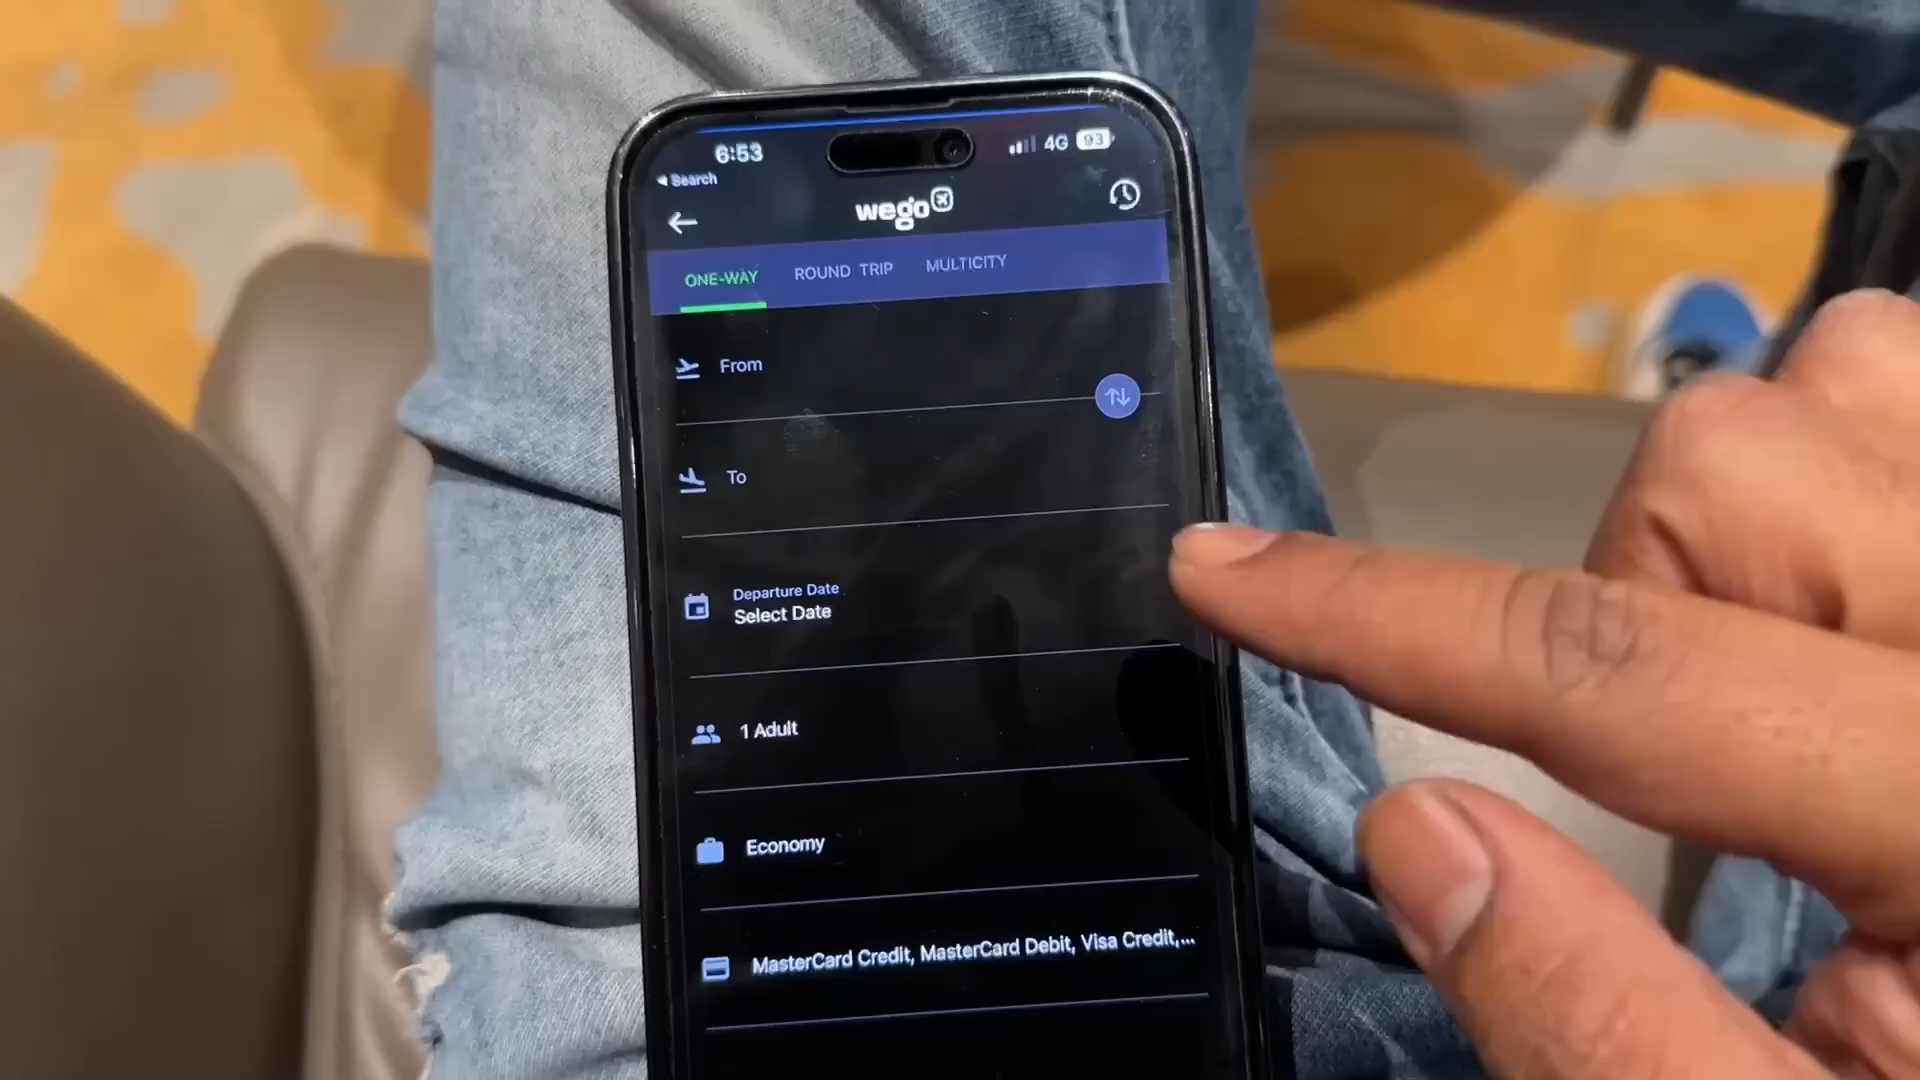 6:53
4G 93
Search
wego
ONE-WAY ROUND TRIP MULTICITY
From
To
Departure Date
Select Date
1 Adult
Economy
MasterCard Credit, MasterCard Debit, Visa Credit,...